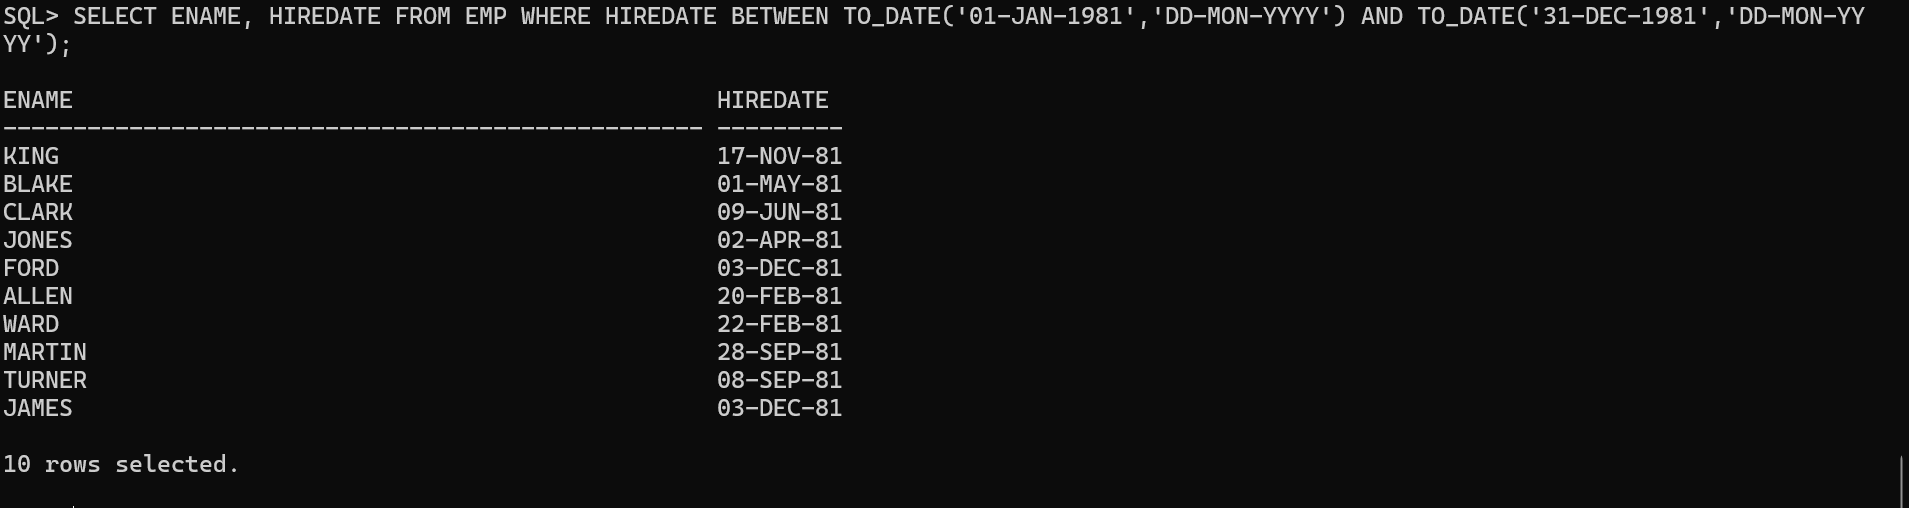 SQL> SELECT ENAME, HIREDATE FROM EMP WHERE HIREDATE BETWEEN TO_DATE('01-JAN-1981','DD-MON-YYYY') AND TO_DATE('31-DEC-1981','DD-MON-YY
YY');
ENAME                                              HIREDATE
-------------------------------------------------- ---------
KING                                               17-NOV-81
BLAKE                                              01-MAY-81
CLARK                                              09-JUN-81
JONES                                              02-APR-81
FORD                                               03-DEC-81
ALLEN                                              20-FEB-81
WARD                                               22-FEB-81
MARTIN                                             28-SEP-81
TURNER                                             08-SEP-81
JAMES                                              03-DEC-81
10 rows selected.